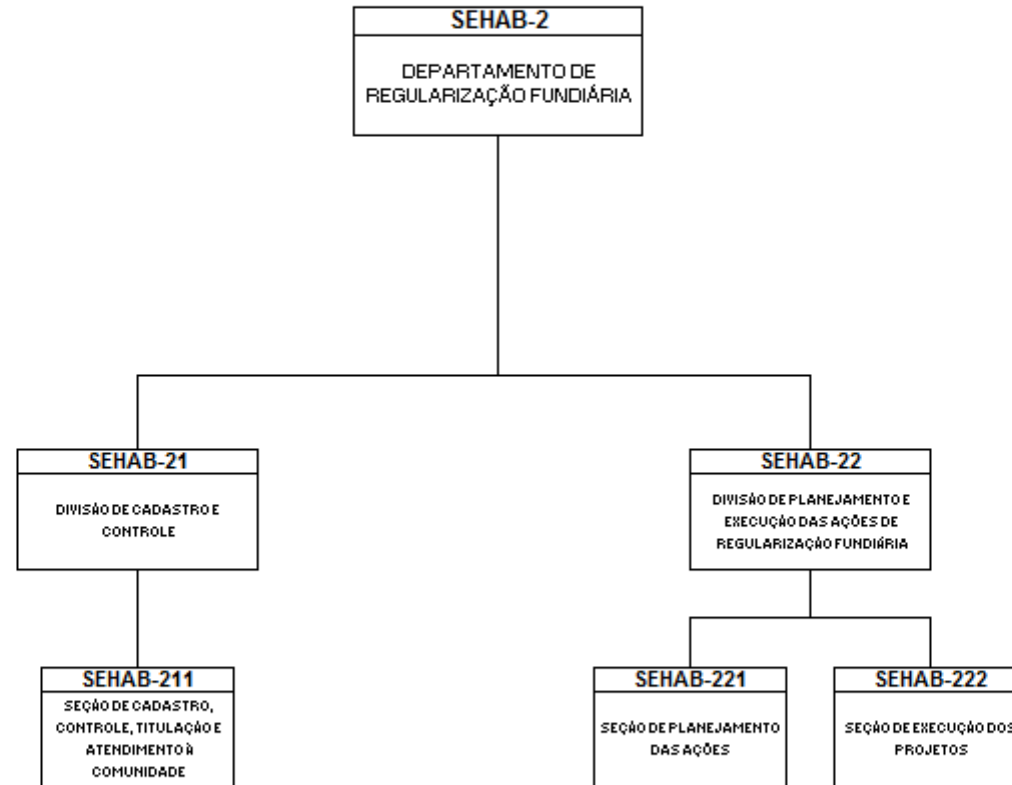 SEHAB-2
DEPARTAMENTO DE
REGULARIZAÇÃO FUNDIÁRIA
SEHAB-21
DIVISÃO DE CADASTRO E
CONTROLE
SEHAB-22
DIVISÃO DE PLANEJAMENTO E
EXECUÇÃO DAS AÇÕES DE
REGULARIZAÇÃO FUNDIÁRIA
SEHAB-211
SEÇÃO DE CADASTRO,
CONTROLE, TITULAÇÃO E
ATENDIMENTO À
COMUNIDADE
SEHAB-221
SEÇÃO DE PLANEJAMENTO
DAS AÇÕES
SEHAB-222
SEÇÃO DE EXECUÇÃO DOS
PROJETOS